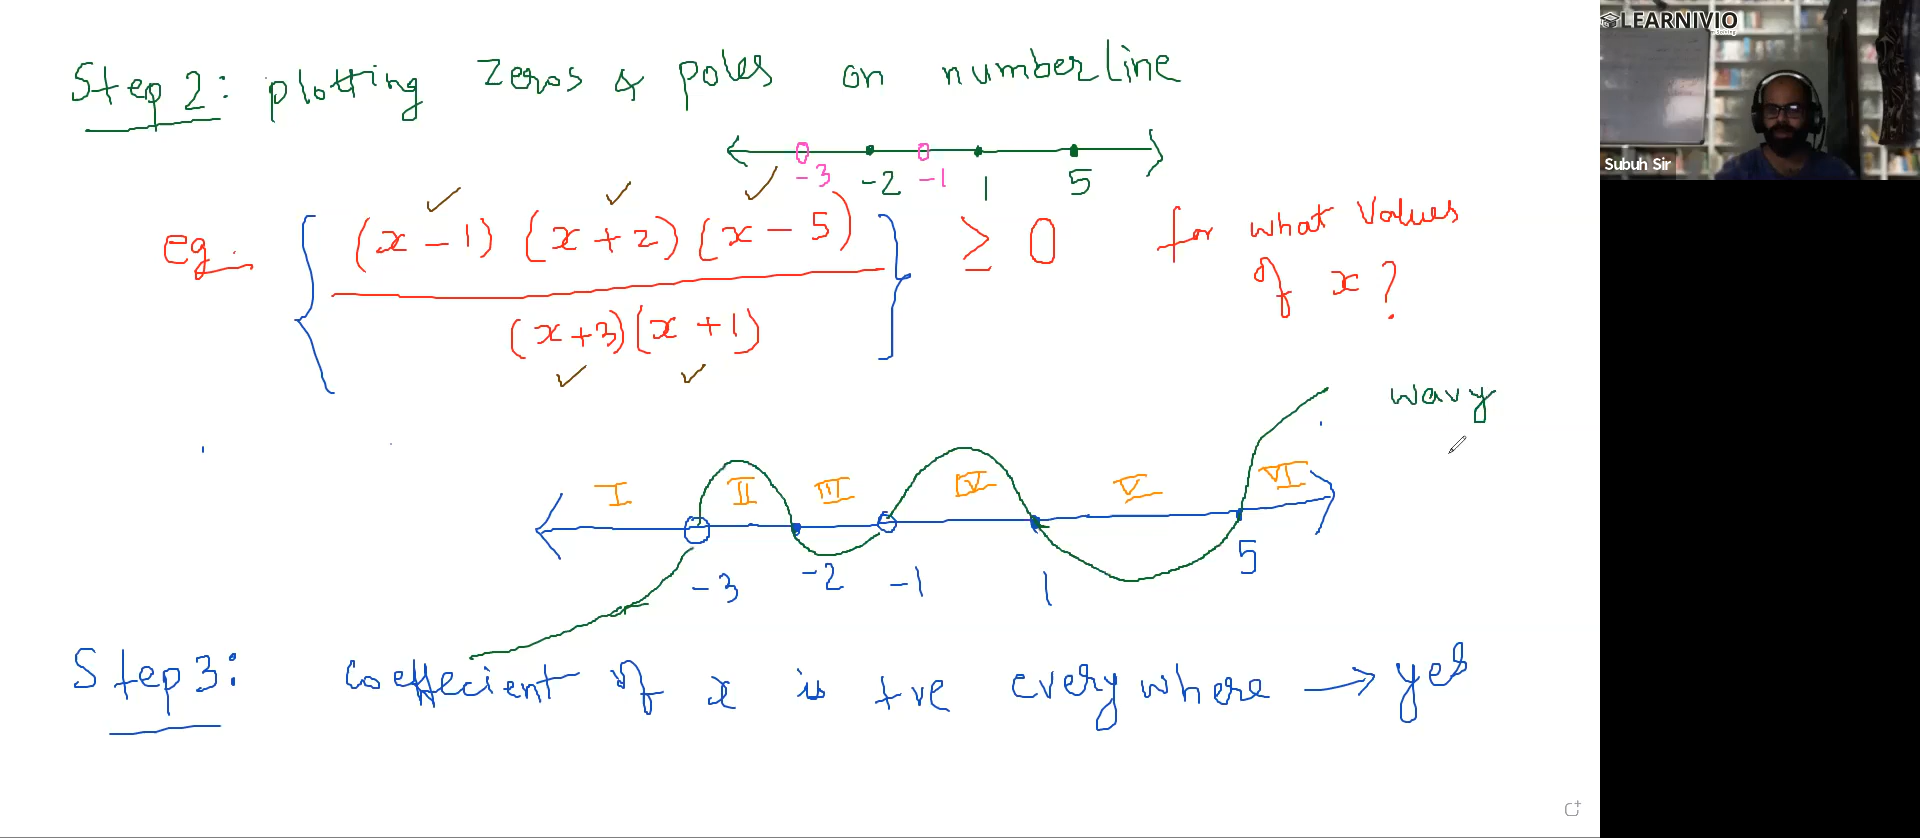 LEARNIVIO
Subuh Sir
Step 2: plotting zeros & poles on numberline
-3 -2 -1 1 5
eg. { (x-1) (x+2) (x-5) / (x+3)(x+1) } ≥ 0 for what values
of x?
wavy
I II III IV V VI
-3 -2 -1 1 5
Step 3: Coeffecient of x is +ve everywhere → yes